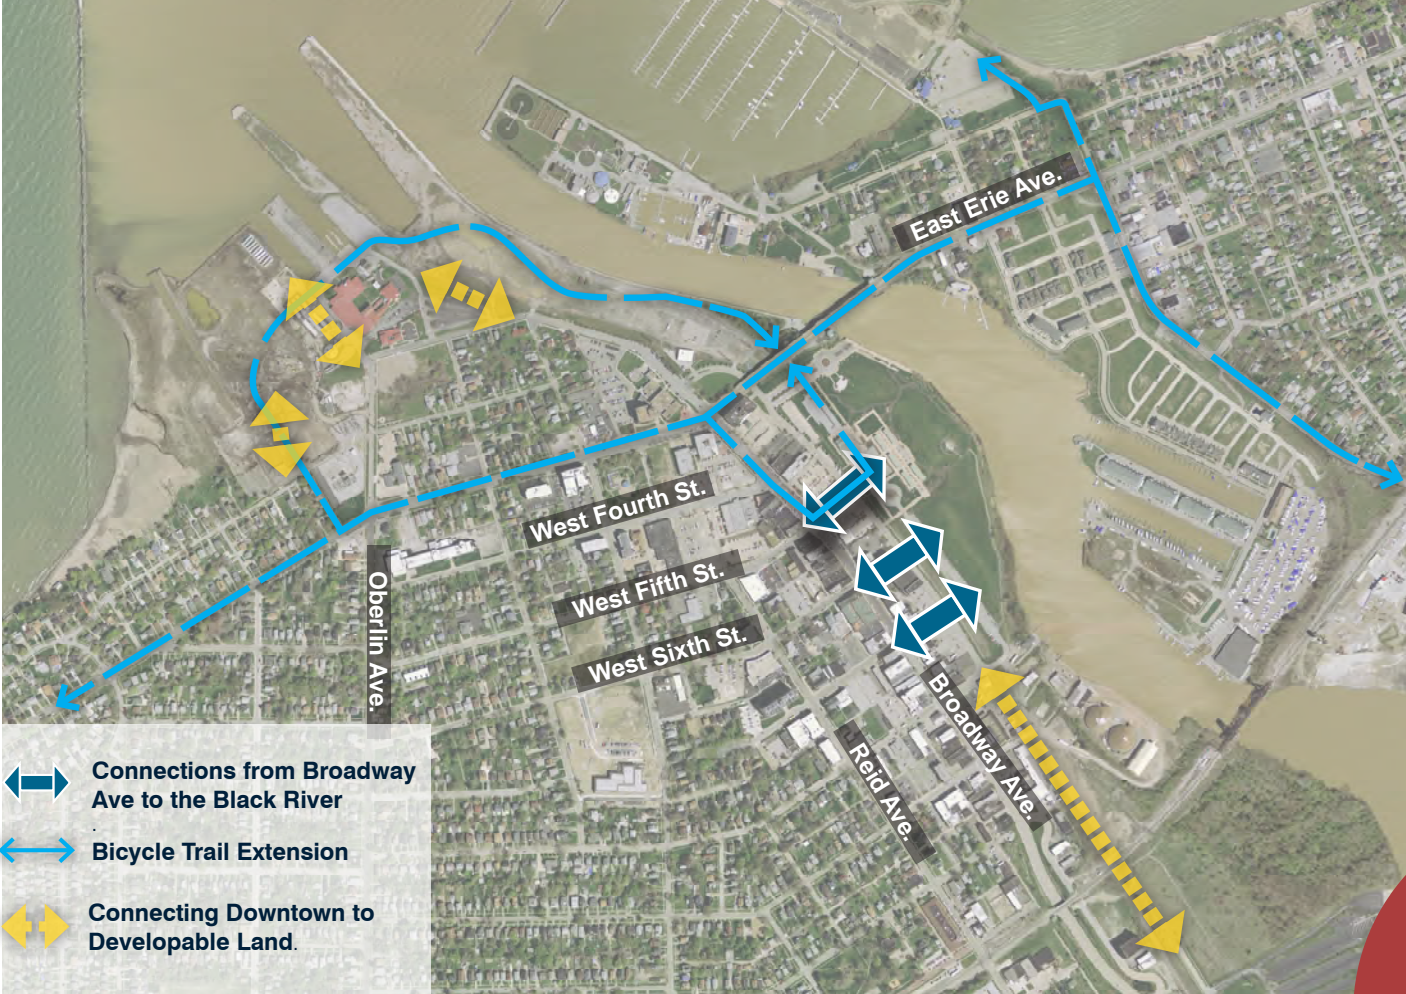 East Erie Ave.
West Fourth St.
West Fifth St.
West Sixth St.
Oberlin Ave.
Broadway Ave.
Reid Ave.
Connections from Broadway
Ave to the Black River
.
Bicycle Trail Extension
Connecting Downtown to
Developable Land.